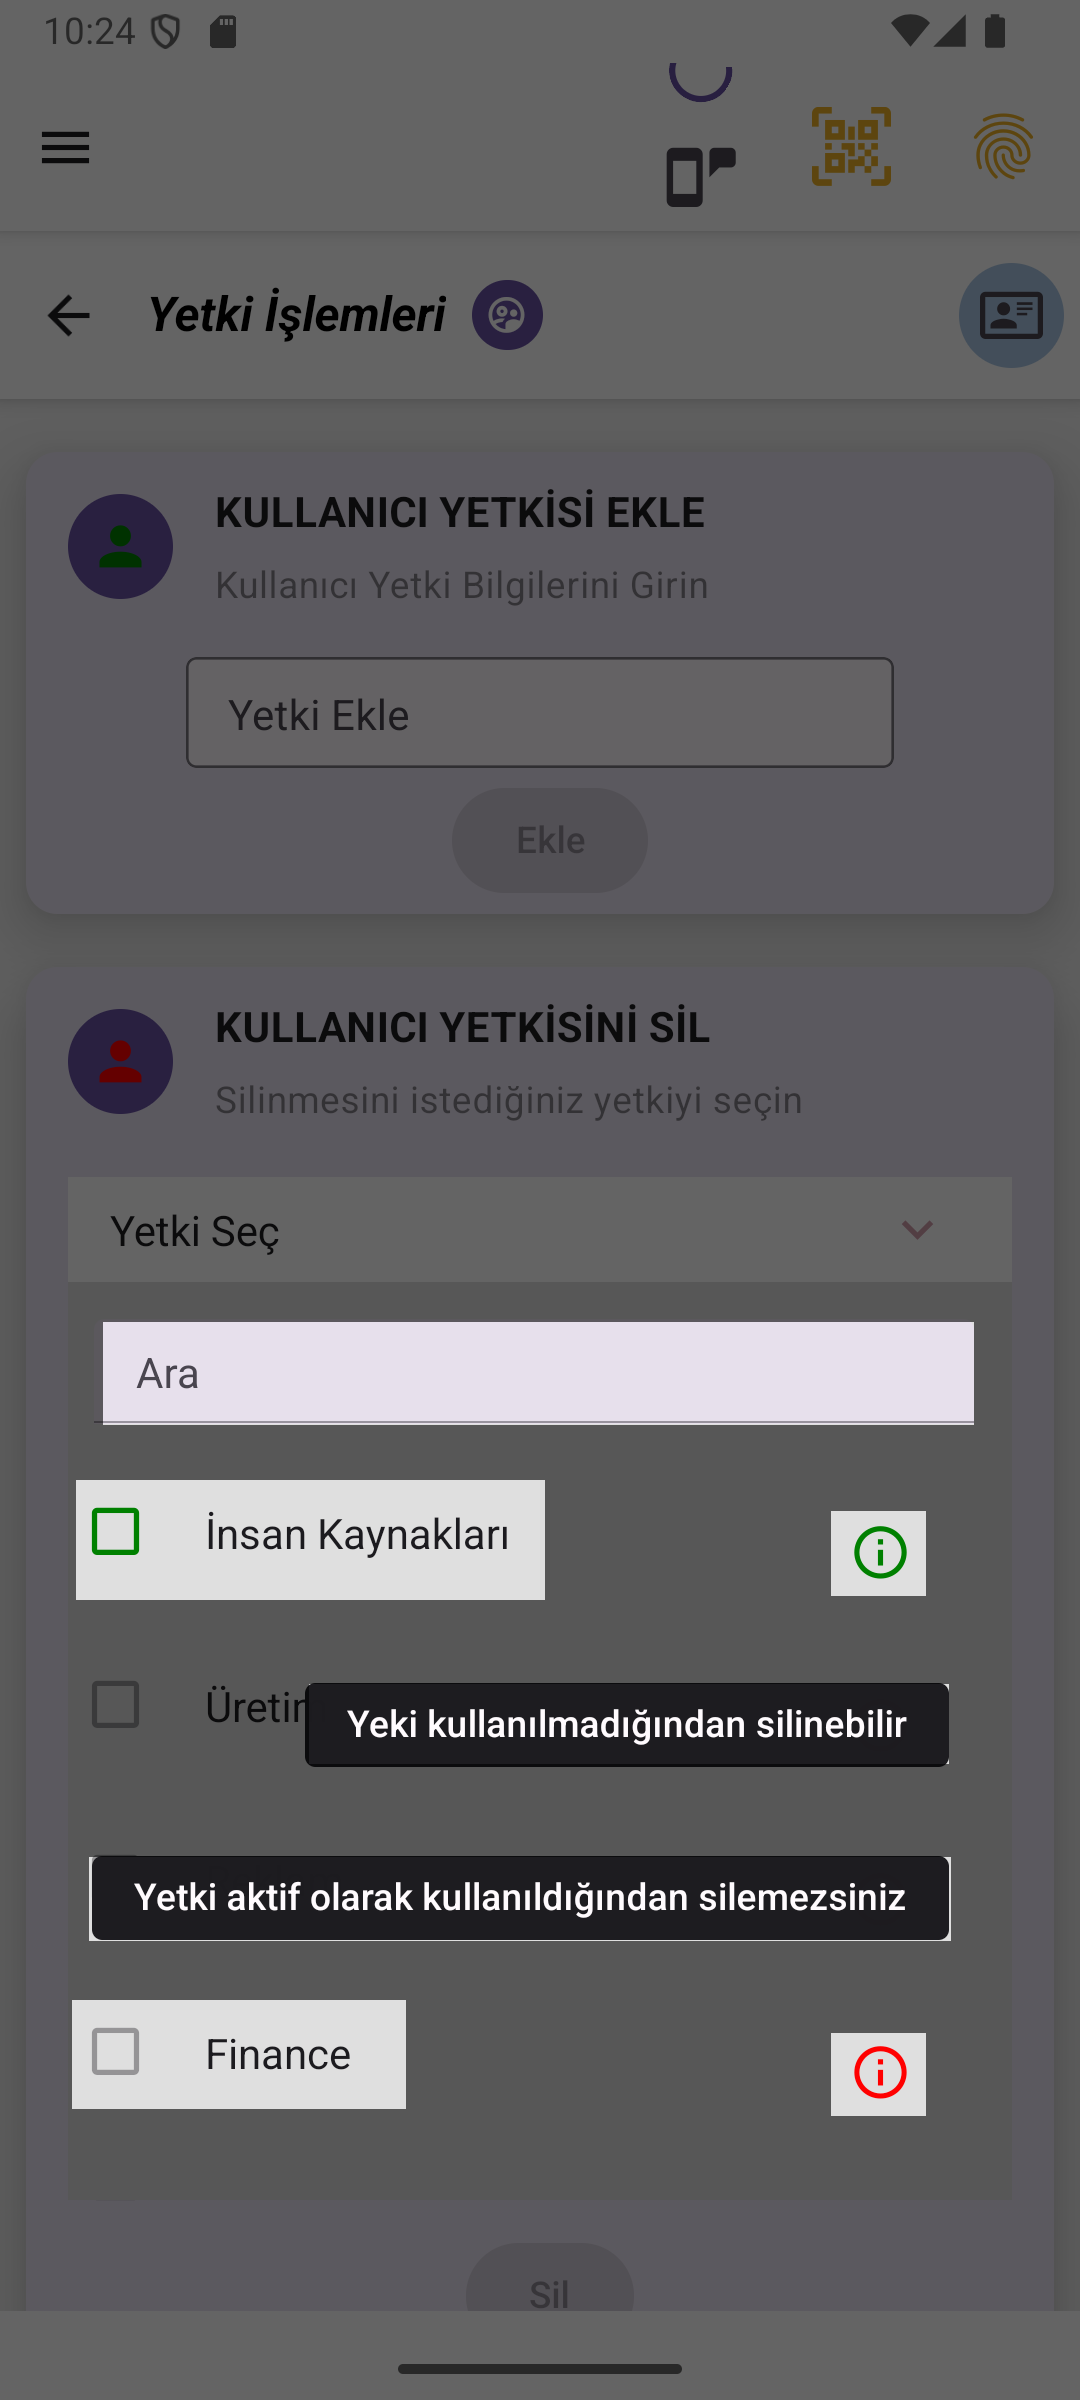 10:24
Yetki İşlemleri
KULLANICI YETKİSİ EKLE
Kullanıcı Yetki Bilgilerini Girin
Yetki Ekle
Ekle
KULLANICI YETKİSİNİ SİL
Silinmesini istediğiniz yetkiyi seçin
Yetki Seç
Ara
İnsan Kaynakları
Yeki kullanılmadığından silinebilir
Yetki aktif olarak kullanıldığından silemezsiniz
Finance
Sil